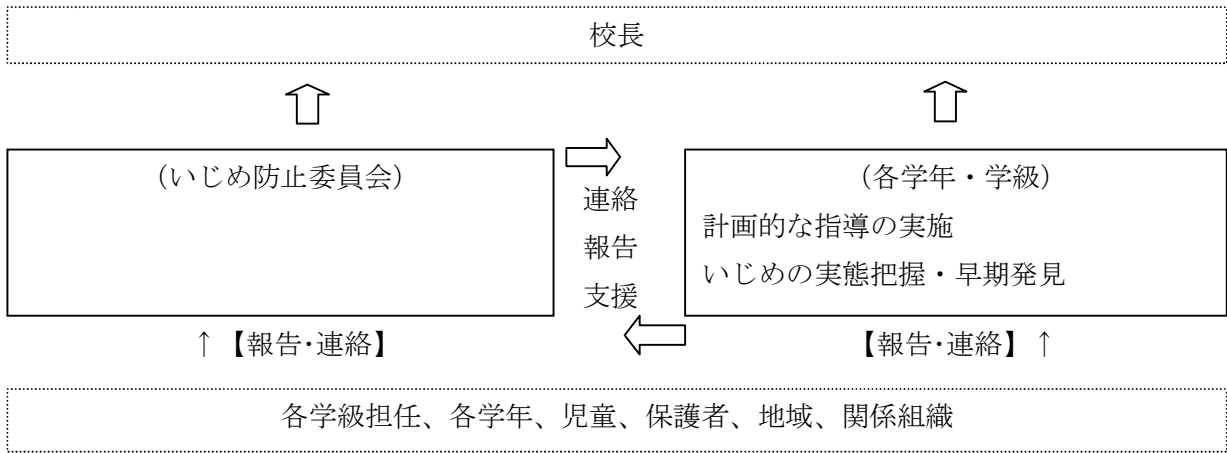 校長
(いじめ防止委員会)
連絡
報告
支援
(各学年・学級)
計画的な指導の実施
いじめの実態把握・早期発見
↑【報告･連絡】
【報告･連絡】↑
各学級担任、各学年、児童、保護者、地域、関係組織